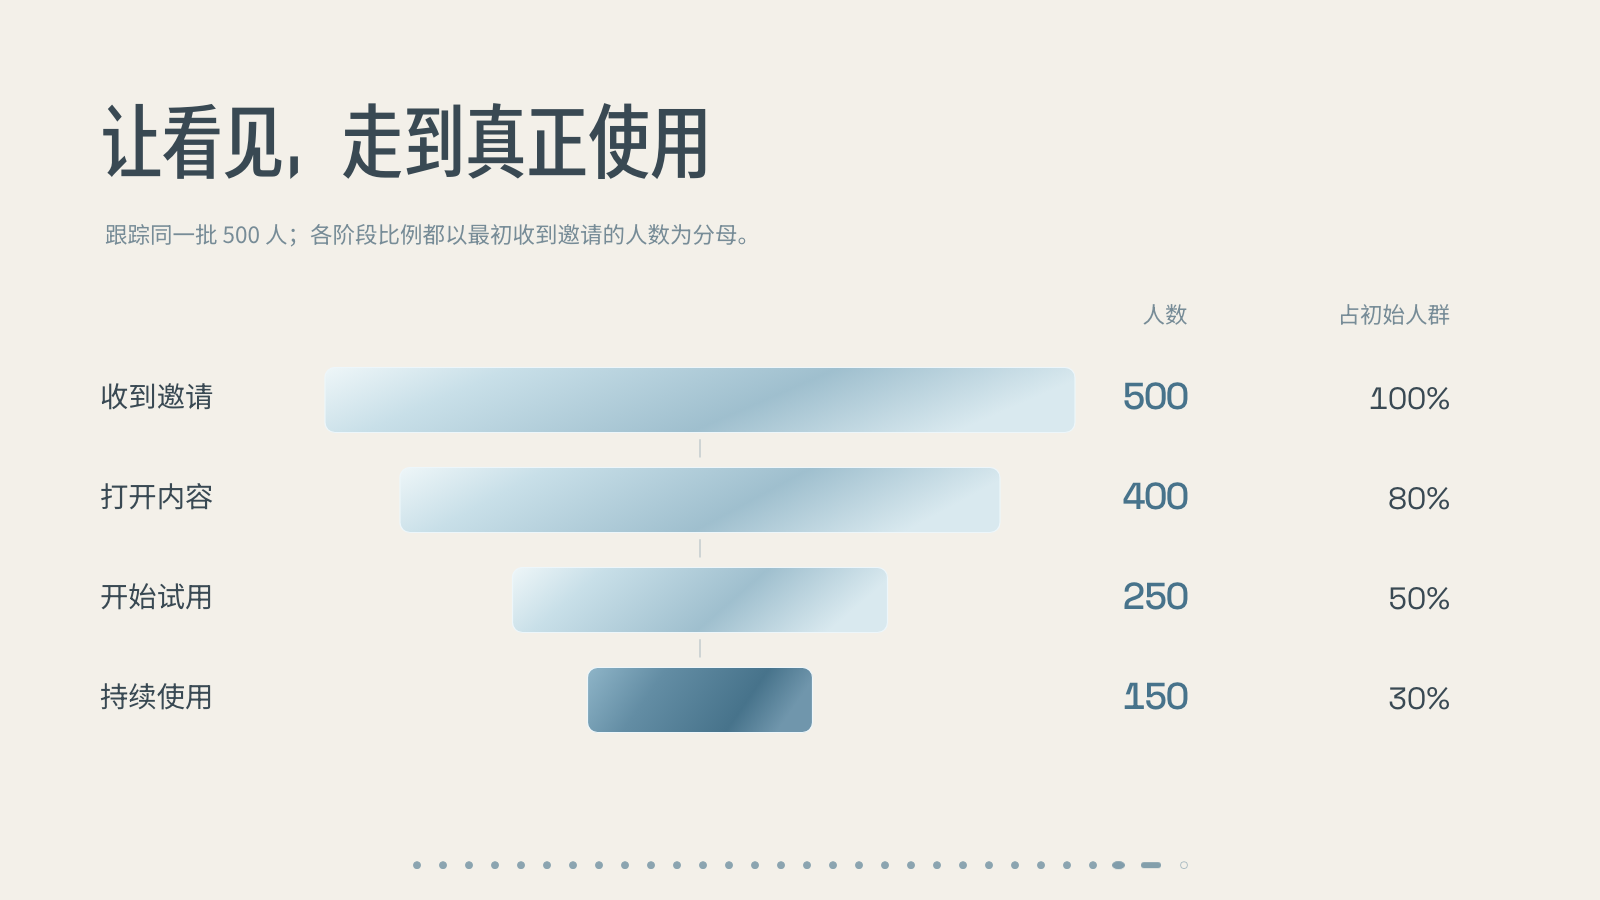 让看见，走到真正使用
跟踪同一批 500 人；各阶段比例都以最初收到邀请的人数为分母。
人数 占初始人群
收到邀请 500 100%
打开内容 400 80%
开始试用 250 50%
持续使用 150 30%